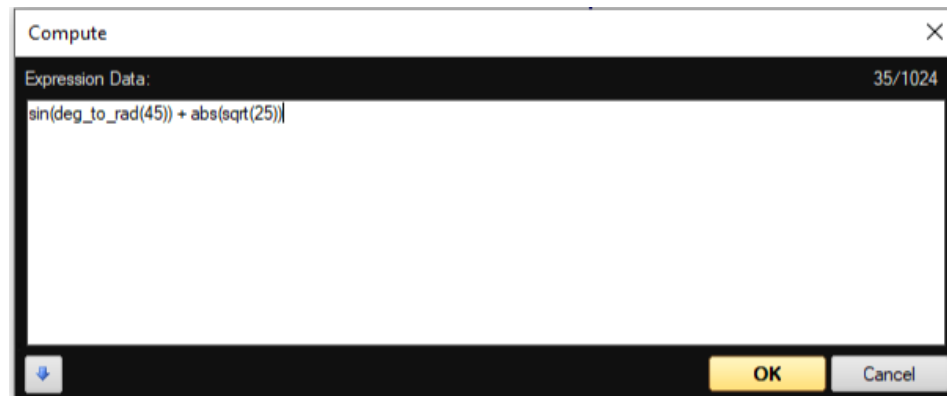 Compute
Expression Data: 35/1024
sin(deg_to_rad(45)) + abs(sqrt(25))
OK Cancel